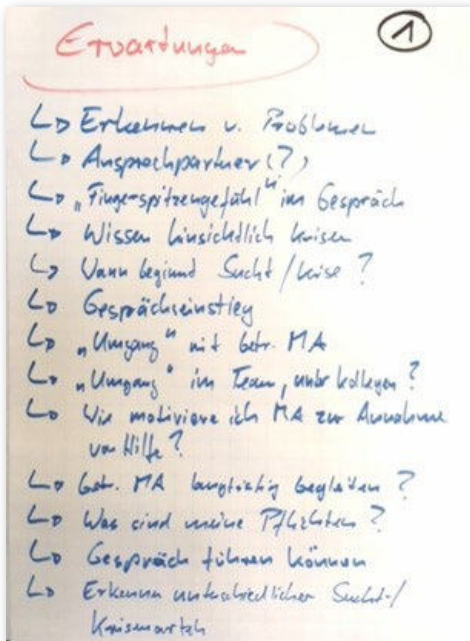 Erwartungen
1
↳ Erkennen v. Problemen
↳ Ansprechpartner (?)
↳ „Fingerspitzengefühl" im Gespräch
↳ Wissen hinsichtlich Krisen
↳ Wann beginnt Sucht/Krise?
↳ Gesprächseinstieg
↳ „Umgang" mit betr. MA
↳ „Umgang" im Team, unter Kollegen?
↳ Wie motiviere ich MA zur Annahme
von Hilfe?
↳ betr. MA langfristig begleiten?
↳ Was sind meine Pflichten?
↳ Gespräch führen können
↳ Erkennen unterschiedlicher Sucht-/
Krisenarten